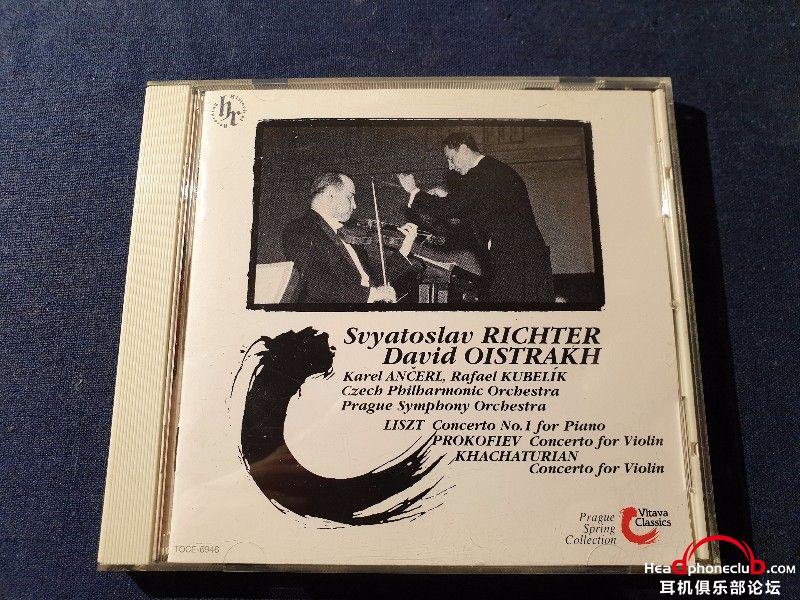 hr
Svyatoslav RICHTER
David OISTRAKH
Karel ANČERL, Rafael KUBELÍK
Czech Philharmonic Orchestra
Prague Symphony Orchestra
LISZT Concerto No.1 for Piano
PROKOFIEV Concerto for Violin
KHACHATURIAN
Concerto for Violin
Prague
Spring
Collection
Vltava
Classics
TOCE-6946
Headphoneclub.com
耳机俱乐部论坛